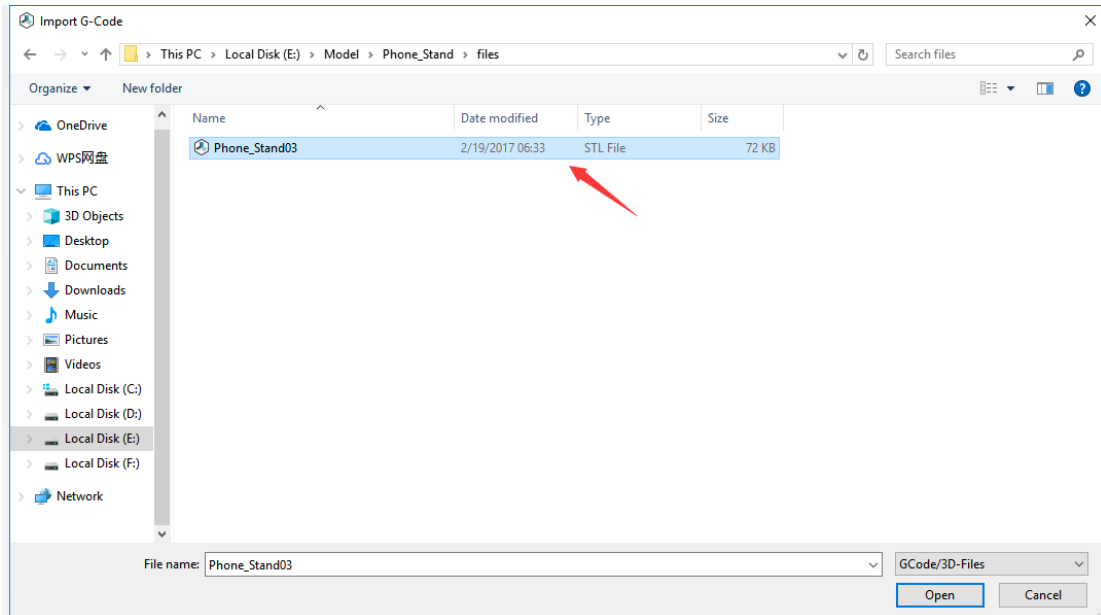 Import G-Code
This PC > Local Disk (E:) > Model > Phone_Stand > files
Search files
Organize
New folder
Name
Date modified
Type
Size
Phone_Stand03
2/19/2017 06:33
STL File
72 KB
OneDrive
WPS网盘
This PC
3D Objects
Desktop
Documents
Downloads
Music
Pictures
Videos
Local Disk (C:)
Local Disk (D:)
Local Disk (E:)
Local Disk (F:)
Network
File name: Phone_Stand03
GCode/3D-Files
Open
Cancel